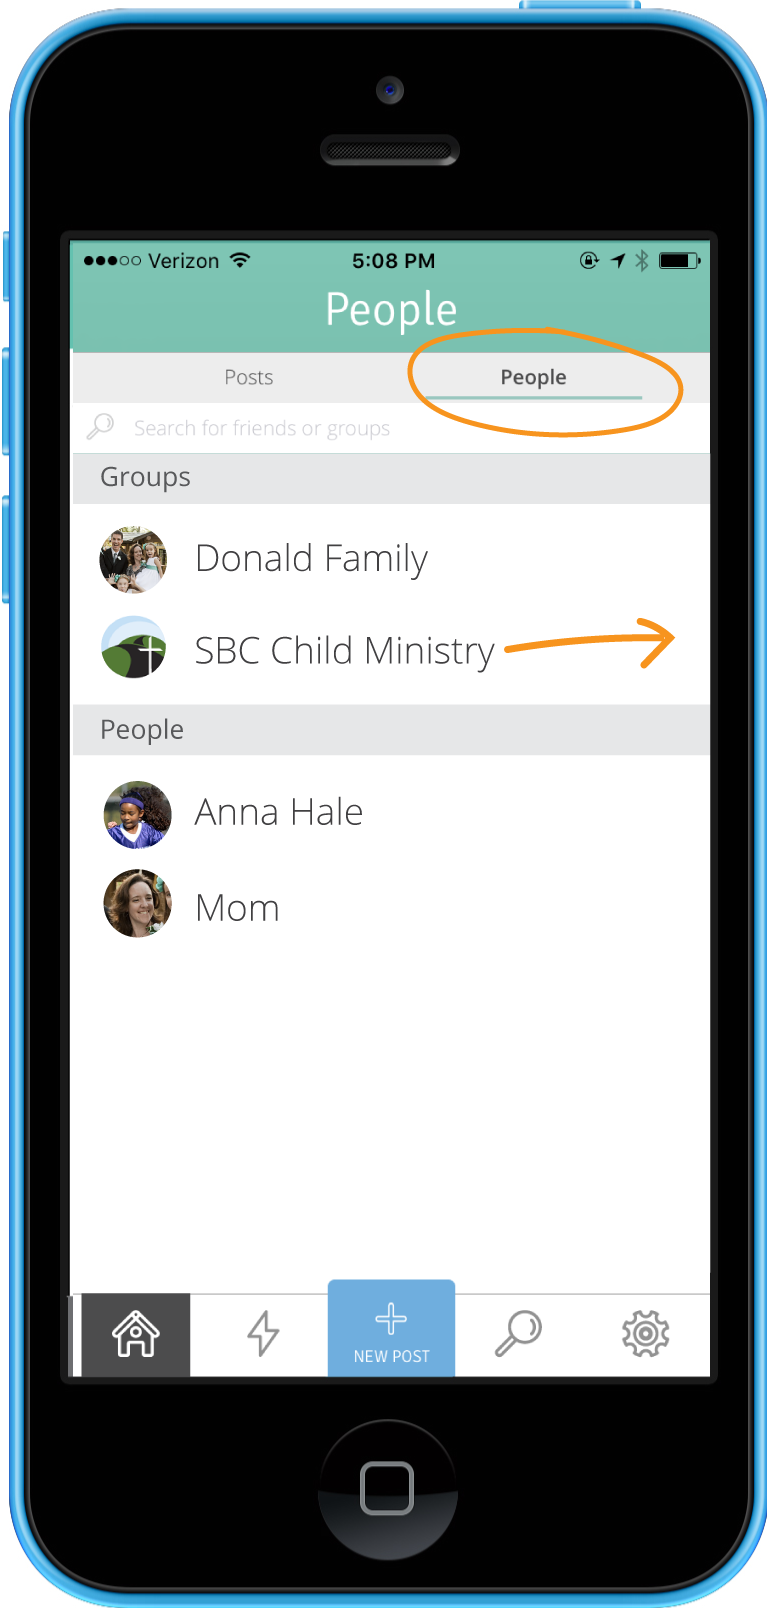 Verizon 5:08 PM
People
Posts People
Search for friends or groups
Groups
Donald Family
SBC Child Ministry
People
Anna Hale
Mom
NEW POST